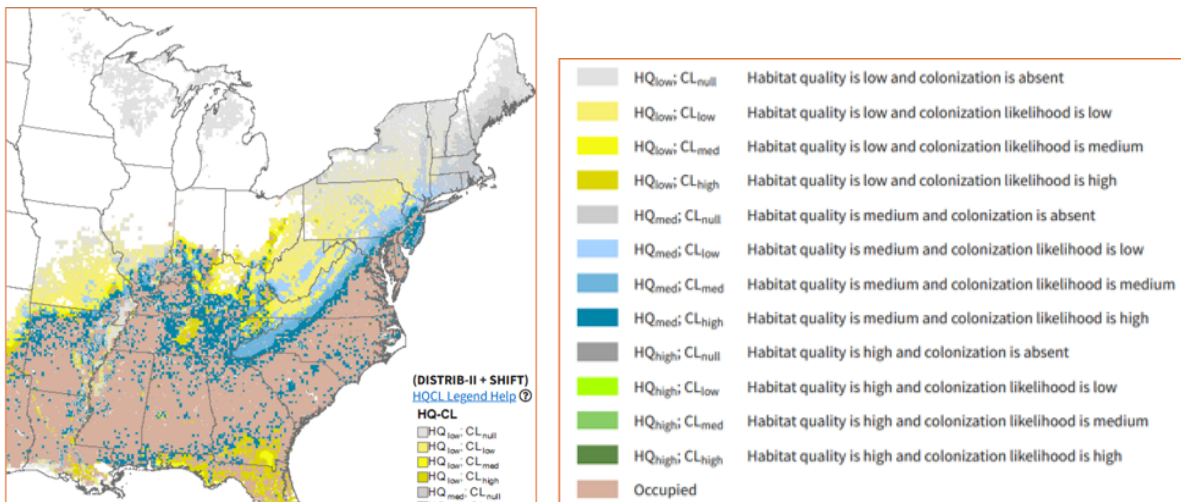 (DISTRIB-II + SHIFT)
HQCL Legend Help ?
HQ-CL
HQlow; CLnull
HQlow; CLlow
HQlow; CLmed
HQlow; CLhigh
HQmed; CLnull
HQlow; CLnull Habitat quality is low and colonization is absent
HQlow; CLlow Habitat quality is low and colonization likelihood is low
HQlow; CLmed Habitat quality is low and colonization likelihood is medium
HQlow; CLhigh Habitat quality is low and colonization likelihood is high
HQmed; CLnull Habitat quality is medium and colonization is absent
HQmed; CLlow Habitat quality is medium and colonization likelihood is low
HQmed; CLmed Habitat quality is medium and colonization likelihood is medium
HQmed; CLhigh Habitat quality is medium and colonization likelihood is high
HQhigh; CLnull Habitat quality is high and colonization is absent
HQhigh; CLlow Habitat quality is high and colonization likelihood is low
HQhigh; CLmed Habitat quality is high and colonization likelihood is medium
HQhigh; CLhigh Habitat quality is high and colonization likelihood is high
Occupied